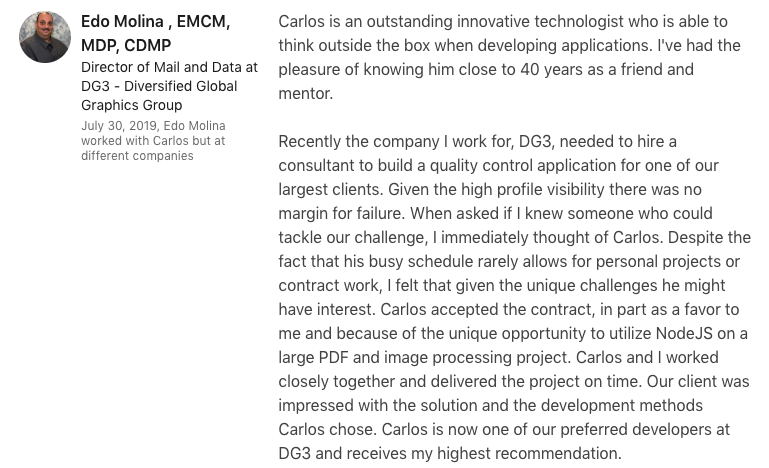 Edo Molina , EMCM,
MDP, CDMP
Director of Mail and Data at
DG3 - Diversified Global
Graphics Group
July 30, 2019, Edo Molina
worked with Carlos but at
different companies
Carlos is an outstanding innovative technologist who is able to
think outside the box when developing applications. I've had the
pleasure of knowing him close to 40 years as a friend and
mentor.
Recently the company I work for, DG3, needed to hire a
consultant to build a quality control application for one of our
largest clients. Given the high profile visibility there was no
margin for failure. When asked if I knew someone who could
tackle our challenge, I immediately thought of Carlos. Despite the
fact that his busy schedule rarely allows for personal projects or
contract work, I felt that given the unique challenges he might
have interest. Carlos accepted the contract, in part as a favor to
me and because of the unique opportunity to utilize NodeJS on a
large PDF and image processing project. Carlos and I worked
closely together and delivered the project on time. Our client was
impressed with the solution and the development methods
Carlos chose. Carlos is now one of our preferred developers at
DG3 and receives my highest recommendation.